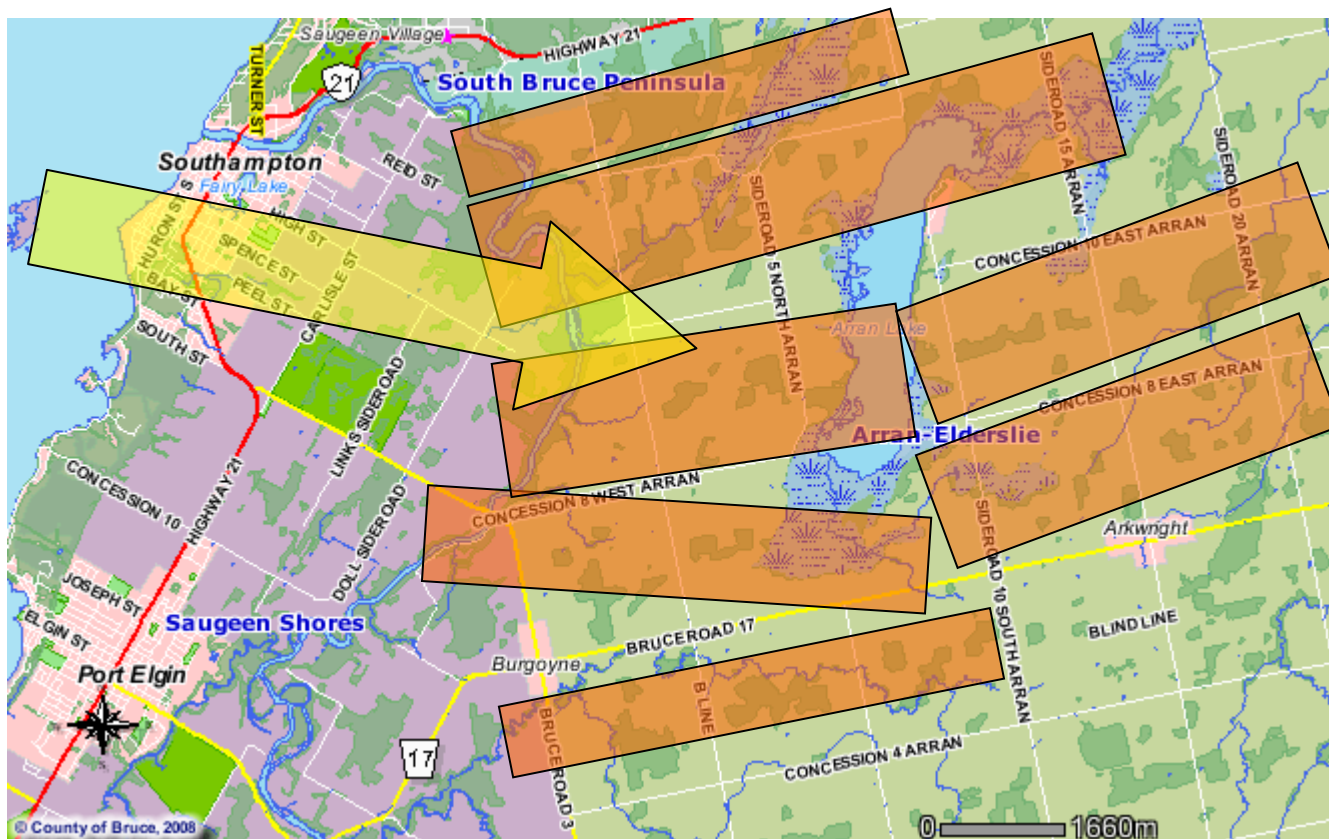 Saugeen Village
HIGHWAY 21
TURNER ST
21
South Bruce Peninsula
SIDEROAD 15 ARRAN
Southampton
REID ST
Fairy Lake
SIDEROAD 5 NORTH ARRAN
SIDEROAD 20 ARRAN
HURON ST S
HIGH ST
SPENCE ST
PEEL ST
BAY ST
CARLISLE ST
CONCESSION 10 EAST ARRAN
SOUTH ST
Arran Lake
LINKS SIDEROAD
CONCESSION 8 EAST ARRAN
Arran-Elderslie
CONCESSION 10
HIGHWAY 21
CONCESSION 8 WEST ARRAN
DOLL SIDEROAD
SIDEROAD 10 SOUTH ARRAN
Arkwright
JOSEPH ST
ELGIN ST
Saugeen Shores
BRUCE ROAD 17
BLIND LINE
Port Elgin
Burgoyne
B LINE
BRUCE ROAD 3
17
CONCESSION 4 ARRAN
© County of Bruce, 2008
0 1660m